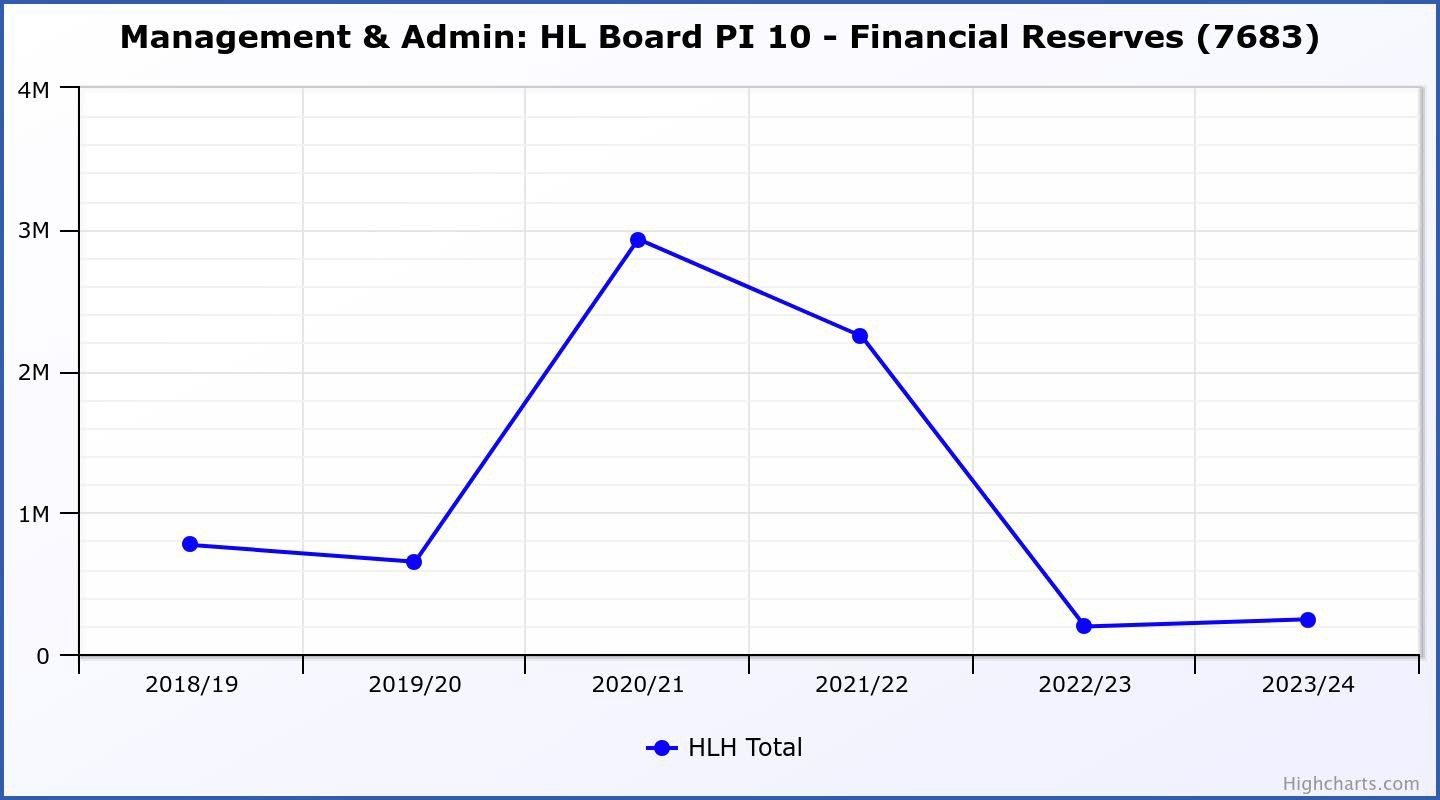 Management & Admin: HL Board PI 10 - Financial Reserves (7683)
4M
3M
2M
1M
0
2018/19 2019/20 2020/21 2021/22 2022/23 2023/24
HLH Total
Highcharts.com